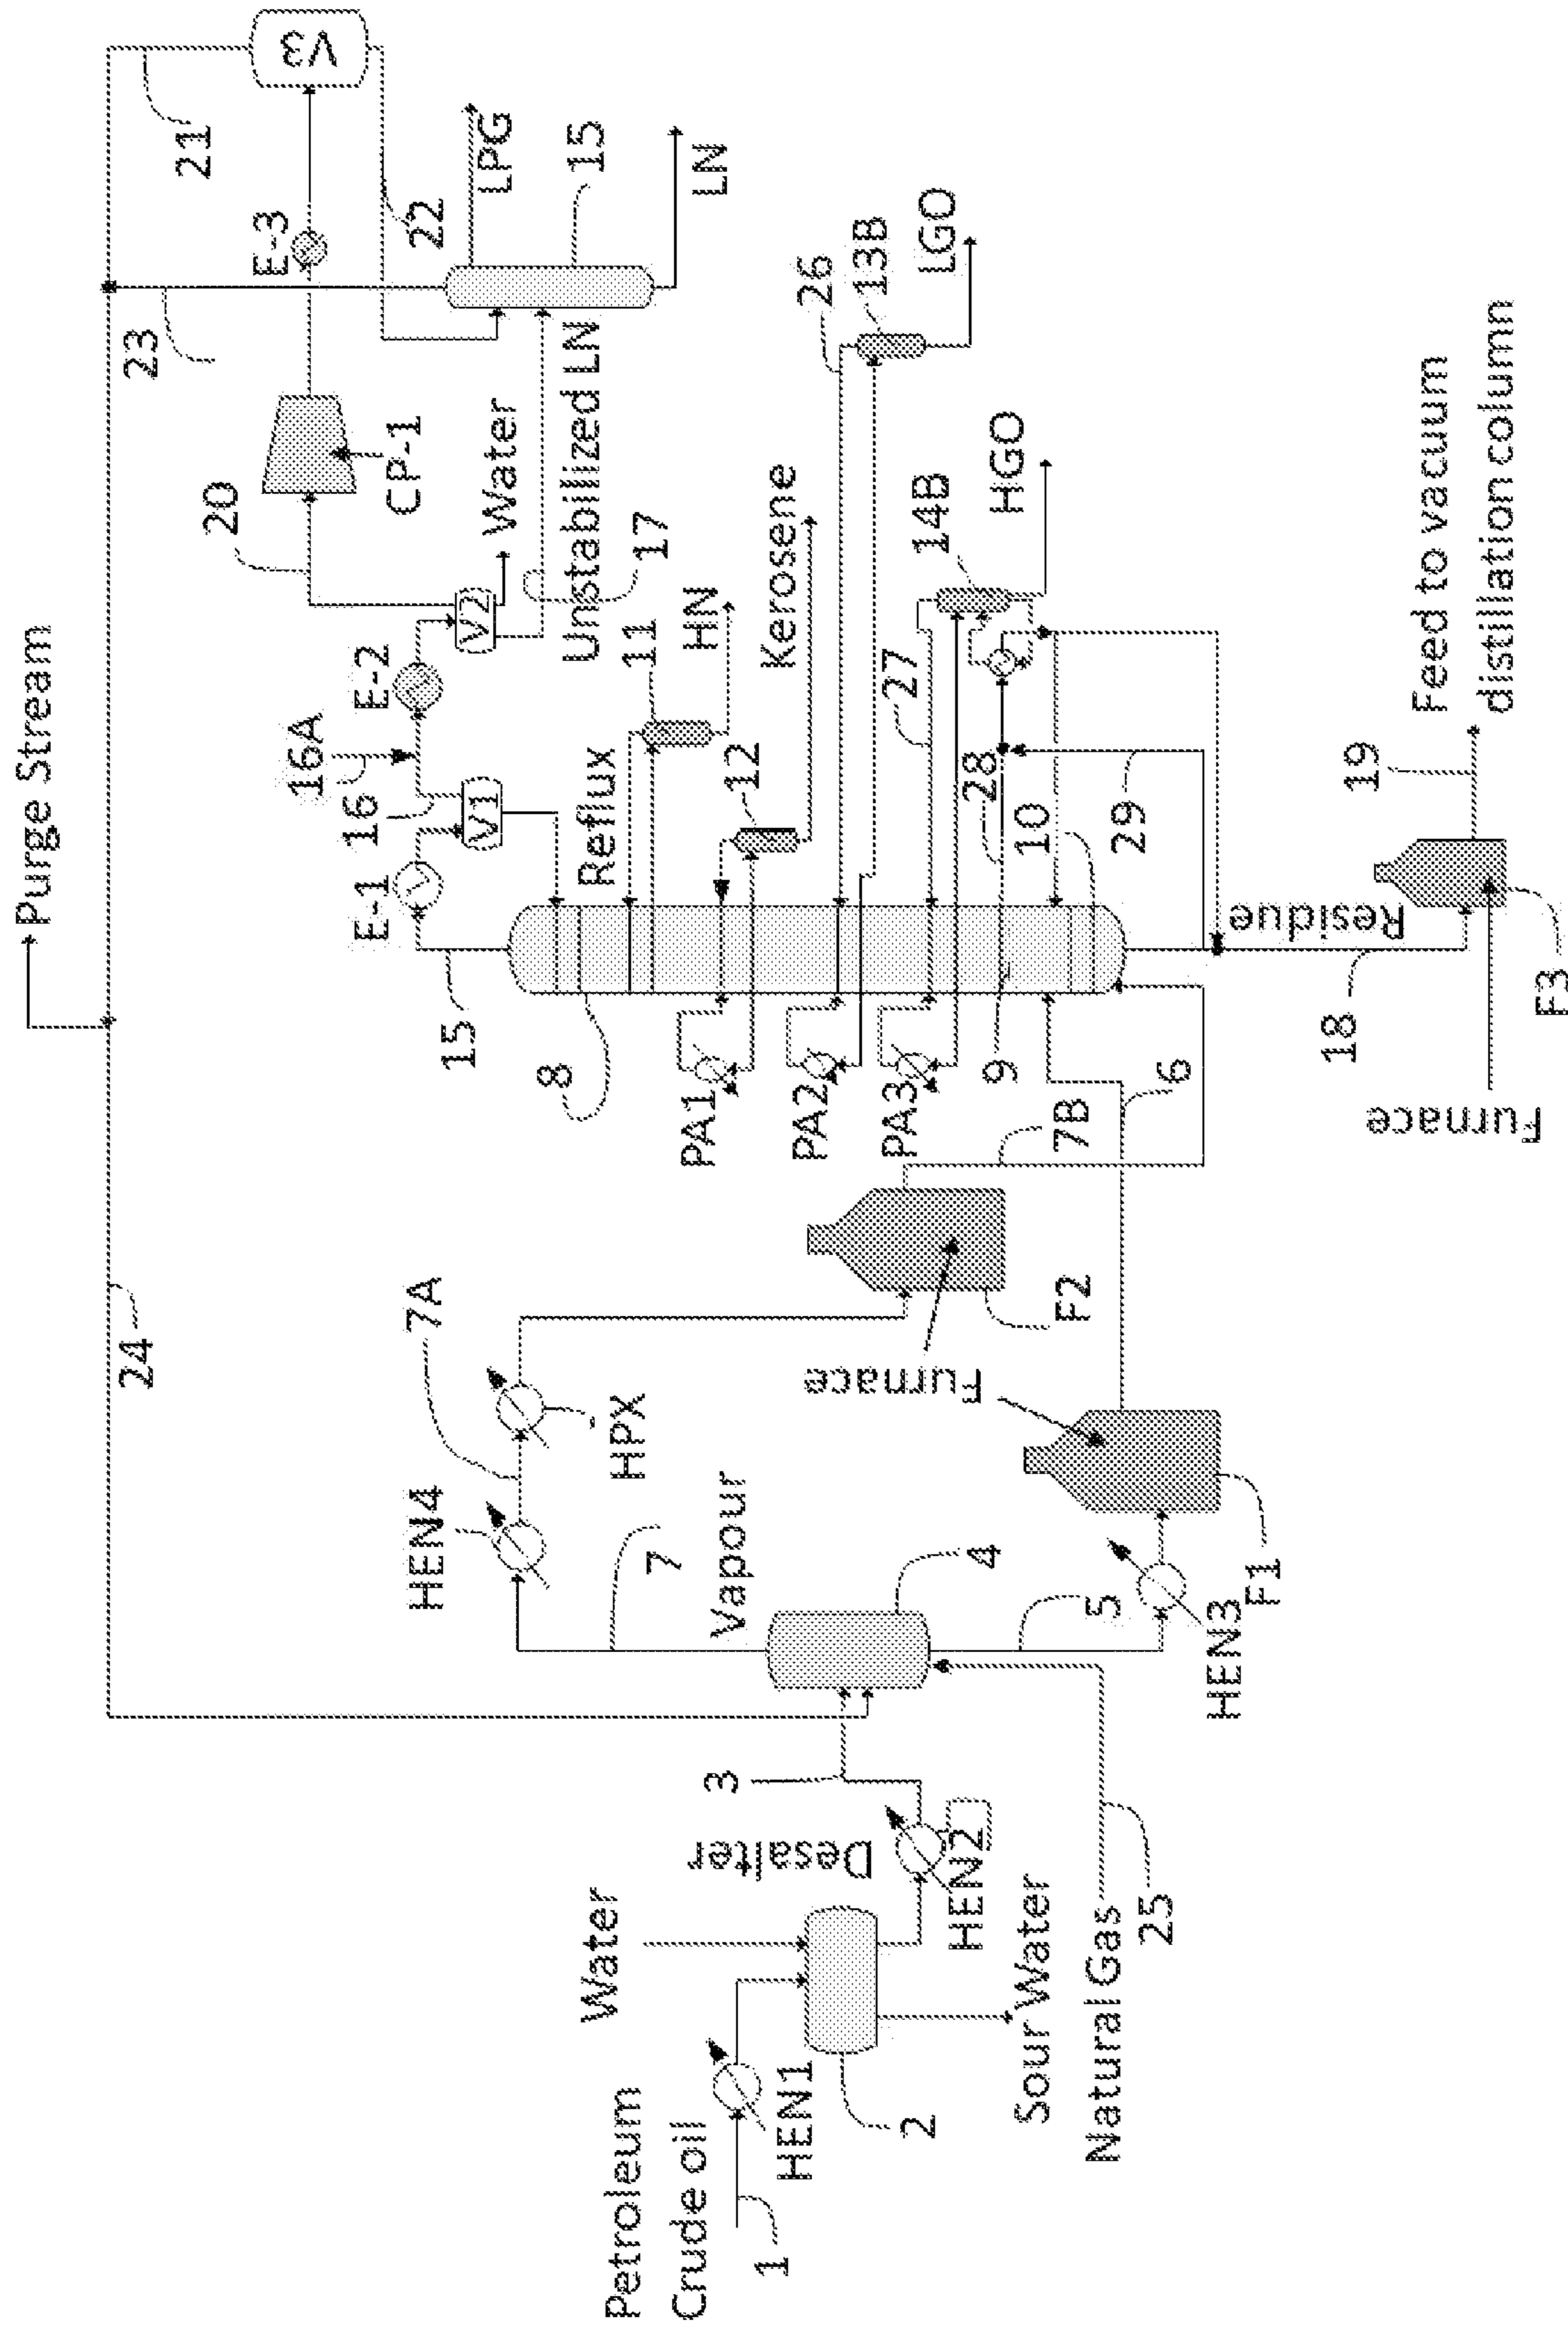 Purge Stream
24
23
21
V3
22
E-3
20
CP-1
LPG
15
LN
16A
E-2
16
V2
Water
Unstabilized LN
17
E-1
V1
15
Reflux
11
HN
12
Kerosene
8
26
13B
LGO
27
14B
HGO
28
10
29
9
PA1
PA2
PA3
7B
6
Residue
18
19
F3
Furnace
Feed to vacuum
distillation column
7A
HEN4
HPX
7
Vapour
4
5
HEN3
F1
F2
Furnace
3
Desalter
HEN2
Water
Petroleum
Crude oil
1
HEN1
2
Sour Water
Natural Gas
25